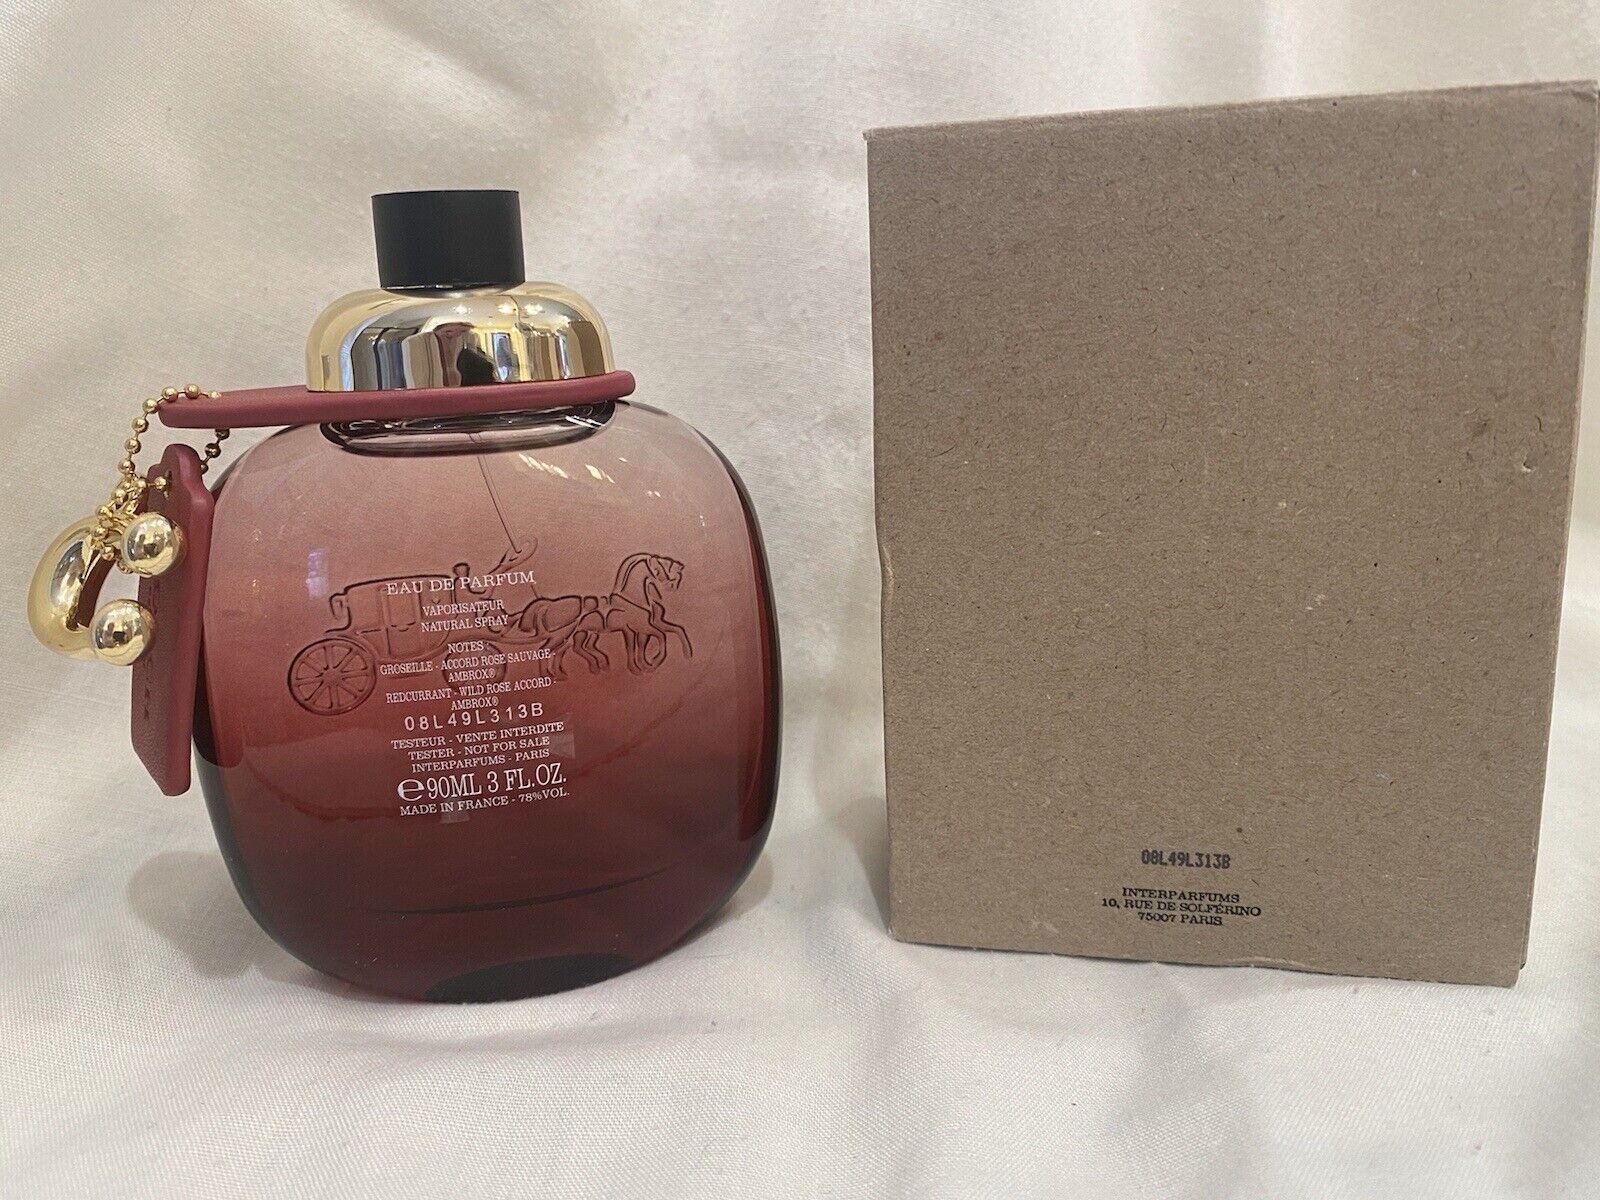 EAU DE PARFUM
VAPORISATEUR
NATURAL SPRAY
NOTES :
GROSEILLE - ACCORD ROSE SAUVAGE -
AMBROX®
REDCURRANT - WILD ROSE ACCORD -
AMBROX®
08L49L313B
TESTEUR - VENTE INTERDITE
TESTER - NOT FOR SALE
INTERPARFUMS - PARIS
℮90ML 3 FL.OZ.
MADE IN FRANCE - 78%VOL.
08L49L313B
INTERPARFUMS
10, RUE DE SOLFÉRINO
75007 PARIS